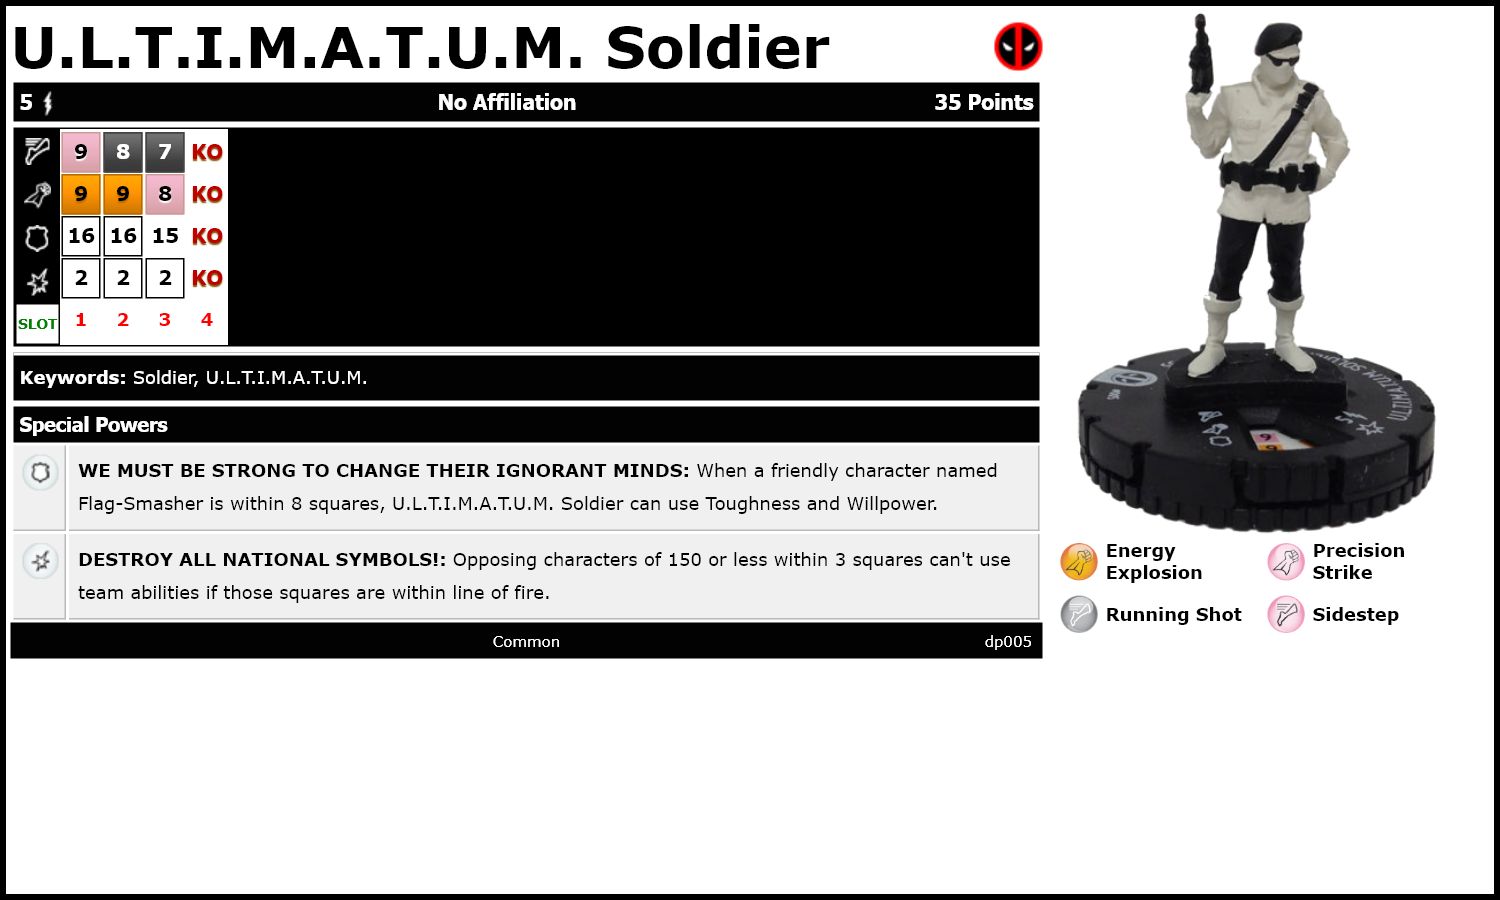 U.L.T.I.M.A.T.U.M. Soldier
5 No Affiliation 35 Points
9 8 7 KO
9 9 8 KO
16 16 15 KO
2 2 2 KO
SLOT 1 2 3 4
Keywords: Soldier, U.L.T.I.M.A.T.U.M.
Special Powers
WE MUST BE STRONG TO CHANGE THEIR IGNORANT MINDS: When a friendly character named
Flag-Smasher is within 8 squares, U.L.T.I.M.A.T.U.M. Soldier can use Toughness and Willpower.
DESTROY ALL NATIONAL SYMBOLS!: Opposing characters of 150 or less within 3 squares can't use
team abilities if those squares are within line of fire.
Common dp005
9
9
5
Energy
Explosion
Precision
Strike
Running Shot
Sidestep